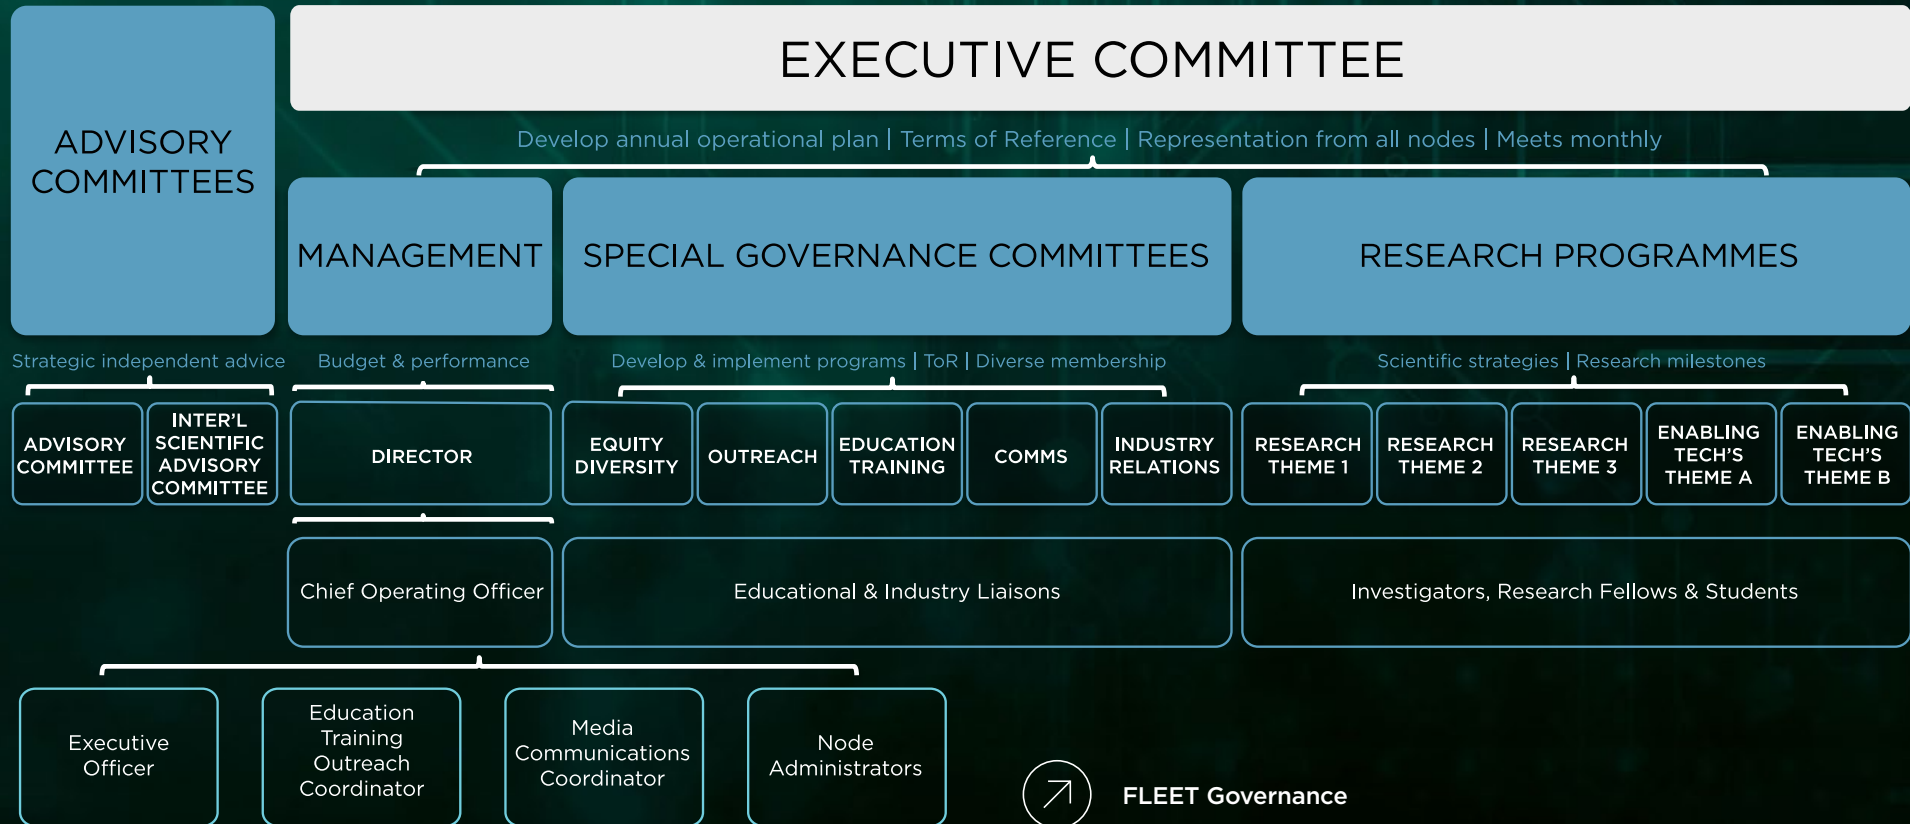 EXECUTIVE COMMITTEE
ADVISORY
COMMITTEES
Develop annual operational plan | Terms of Reference | Representation from all nodes | Meets monthly
MANAGEMENT
SPECIAL GOVERNANCE COMMITTEES
RESEARCH PROGRAMMES
Strategic independent advice
Budget & performance
Develop & implement programs | ToR | Diverse membership
Scientific strategies | Research milestones
ADVISORY
COMMITTEE
INTER'L
SCIENTIFIC
ADVISORY
COMMITTEE
DIRECTOR
EQUITY
DIVERSITY
OUTREACH
EDUCATION
TRAINING
COMMS
INDUSTRY
RELATIONS
RESEARCH
THEME 1
RESEARCH
THEME 2
RESEARCH
THEME 3
ENABLING
TECH'S
THEME A
ENABLING
TECH'S
THEME B
Chief Operating Officer
Educational & Industry Liaisons
Investigators, Research Fellows & Students
Executive
Officer
Education
Training
Outreach
Coordinator
Media
Communications
Coordinator
Node
Administrators
FLEET Governance